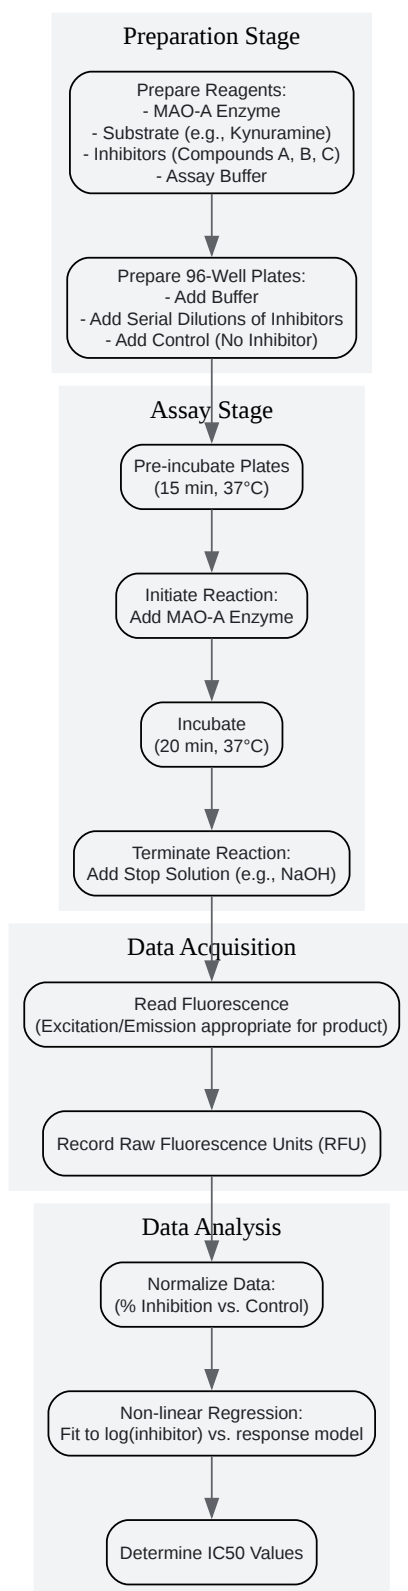 Preparation Stage
Prepare Reagents:
- MAO-A Enzyme
- Substrate (e.g., Kynuramine)
- Inhibitors (Compounds A, B, C)
- Assay Buffer
Prepare 96-Well Plates:
- Add Buffer
- Add Serial Dilutions of Inhibitors
- Add Control (No Inhibitor)
Assay Stage
Pre-incubate Plates
(15 min, 37°C)
Initiate Reaction:
Add MAO-A Enzyme
Incubate
(20 min, 37°C)
Terminate Reaction:
Add Stop Solution (e.g., NaOH)
Data Acquisition
Read Fluorescence
(Excitation/Emission appropriate for product)
Record Raw Fluorescence Units (RFU)
Data Analysis
Normalize Data:
(% Inhibition vs. Control)
Non-linear Regression:
Fit to log(inhibitor) vs. response model
Determine IC50 Values